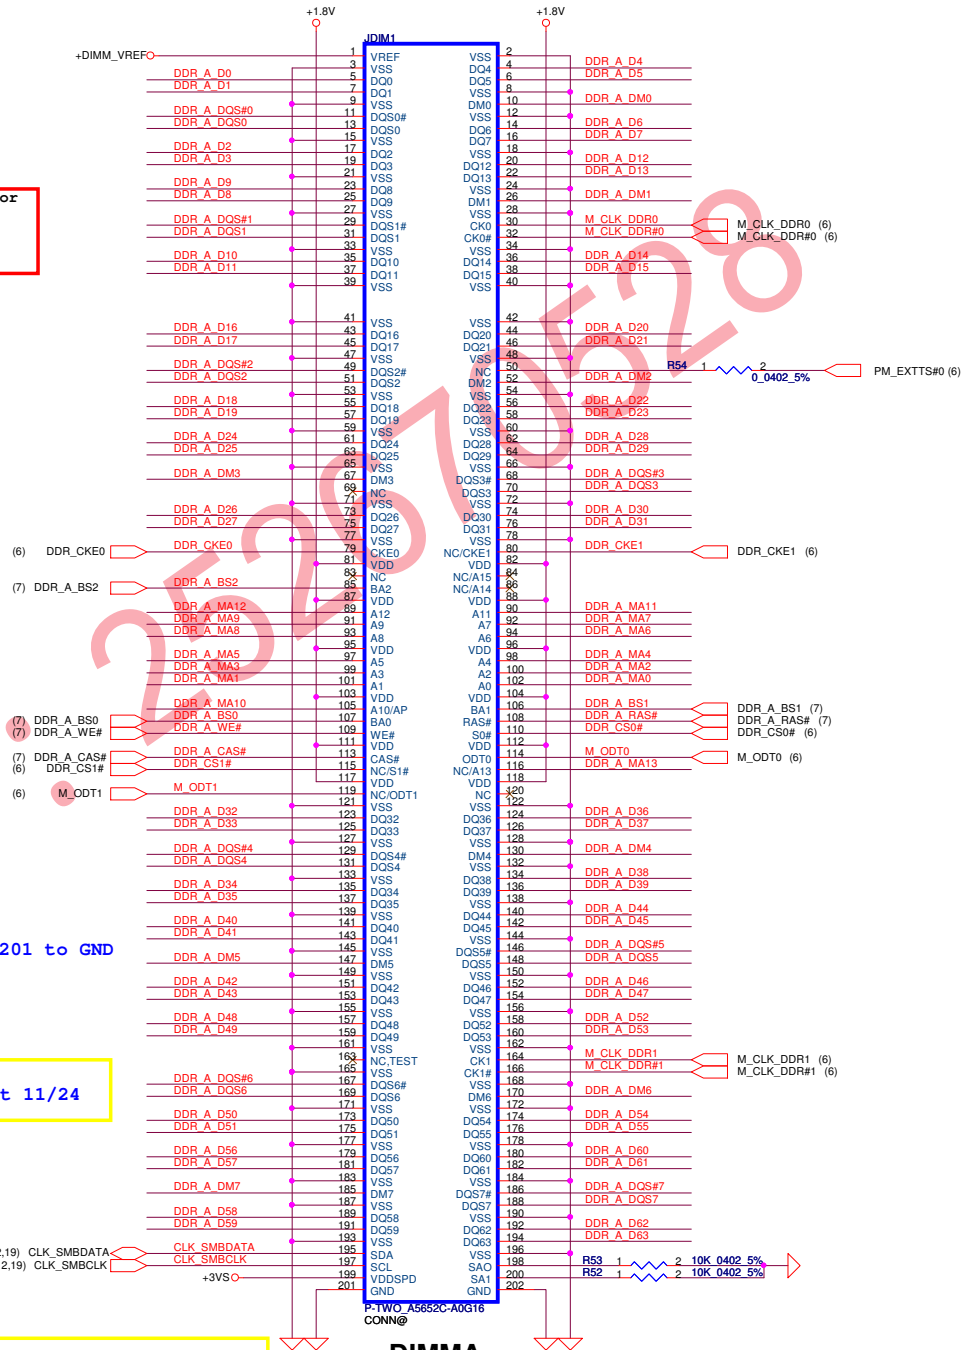 +1.8V +1.8V
JDIM1
+DIMM_VREF 1 VREF VSS 2
3 VSS DQ4 4 DDR_A_D4
DDR_A_D0 5 DQ0 DQ5 6 DDR_A_D5
DDR_A_D1 7 DQ1 VSS 8
9 VSS DM0 10 DDR_A_DM0
DDR_A_DQS#0 11 DQS0# VSS 12
DDR_A_DQS0 13 DQS0 DQ6 14 DDR_A_D6
15 VSS DQ7 16 DDR_A_D7
DDR_A_D2 17 DQ2 VSS 18
DDR_A_D3 19 DQ3 DQ12 20 DDR_A_D12
21 VSS DQ13 22 DDR_A_D13
DDR_A_D9 23 DQ8 VSS 24
or
DDR_A_D8 25 DQ9 DM1 26 DDR_A_DM1
27 VSS VSS 28
DDR_A_DQS#1 29 DQS1# CK0 30 M_CLK_DDR0 M_CLK_DDR0 (6)
DDR_A_DQS1 31 DQS1 CK0# 32 M_CLK_DDR#0 M_CLK_DDR#0 (6)
33 VSS VSS 34
DDR_A_D10 35 DQ10 DQ14 36 DDR_A_D14
DDR_A_D11 37 DQ11 DQ15 38 DDR_A_D15
39 VSS VSS 40
41 VSS VSS 42
DDR_A_D16 43 DQ16 DQ20 44 DDR_A_D20
DDR_A_D17 45 DQ17 DQ21 46 DDR_A_D21
47 VSS VSS 48
DDR_A_DQS#2 49 DQS2# NC 50 R54 1 2 0_0402_5% PM_EXTTS#0 (6)
DDR_A_DQS2 51 DQS2 DM2 52 DDR_A_DM2
53 VSS VSS 54
DDR_A_D18 55 DQ18 DQ22 56 DDR_A_D22
DDR_A_D19 57 DQ19 DQ23 58 DDR_A_D23
59 VSS VSS 60
DDR_A_D24 61 DQ24 DQ28 62 DDR_A_D28
DDR_A_D25 63 DQ25 DQ29 64 DDR_A_D29
65 VSS VSS 66
DDR_A_DM3 67 DM3 DQS3# 68 DDR_A_DQS#3
69 NC DQS3 70 DDR_A_DQS3
71 VSS VSS 72
DDR_A_D26 73 DQ26 DQ30 74 DDR_A_D30
DDR_A_D27 75 DQ27 DQ31 76 DDR_A_D31
77 VSS VSS 78
(6) DDR_CKE0 DDR_CKE0 79 CKE0 NC/CKE1 80 DDR_CKE1 DDR_CKE1 (6)
81 VDD VDD 82
83 NC NC/A15 84
(7) DDR_A_BS2 DDR_A_BS2 85 BA2 NC/A14 86
87 VDD VDD 88
DDR_A_MA12 89 A12 A11 90 DDR_A_MA11
DDR_A_MA9 91 A9 A7 92 DDR_A_MA7
DDR_A_MA8 93 A8 A6 94 DDR_A_MA6
95 VDD VDD 96
DDR_A_MA5 97 A5 A4 98 DDR_A_MA4
DDR_A_MA3 99 A3 A2 100 DDR_A_MA2
DDR_A_MA1 101 A1 A0 102 DDR_A_MA0
103 VDD VDD 104
DDR_A_MA10 105 A10/AP BA1 106 DDR_A_BS1 DDR_A_BS1 (7)
(7) DDR_A_BS0 DDR_A_BS0 107 BA0 RAS# 108 DDR_A_RAS# DDR_A_RAS# (7)
(7) DDR_A_WE# DDR_A_WE# 109 WE# S0# 110 DDR_CS0# DDR_CS0# (6)
111 VDD VDD 112
(7) DDR_A_CAS# DDR_A_CAS# 113 CAS# ODT0 114 M_ODT0 M_ODT0 (6)
(6) DDR_CS1# DDR_CS1# 115 NC/S1# NC/A13 116 DDR_A_MA13
117 VDD VDD 118
(6) M_ODT1 M_ODT1 119 NC/ODT1 NC 120
121 VSS VSS 122
DDR_A_D32 123 DQ32 DQ36 124 DDR_A_D36
DDR_A_D33 125 DQ33 DQ37 126 DDR_A_D37
127 VSS VSS 128
DDR_A_DQS#4 129 DQS4# DM4 130 DDR_A_DM4
DDR_A_DQS4 131 DQS4 VSS 132
133 VSS DQ38 134 DDR_A_D38
DDR_A_D34 135 DQ34 DQ39 136 DDR_A_D39
DDR_A_D35 137 DQ35 VSS 138
139 VSS DQ44 140 DDR_A_D44
DDR_A_D40 141 DQ40 DQ45 142 DDR_A_D45
DDR_A_D41 143 DQ41 VSS 144
201 to GND
145 VSS DQS5# 146 DDR_A_DQS#5
DDR_A_DM5 147 DM5 DQS5 148 DDR_A_DQS5
149 VSS VSS 150
DDR_A_D42 151 DQ42 DQ46 152 DDR_A_D46
DDR_A_D43 153 DQ43 DQ47 154 DDR_A_D47
155 VSS VSS 156
DDR_A_D48 157 DQ48 DQ52 158 DDR_A_D52
DDR_A_D49 159 DQ49 DQ53 160 DDR_A_D53
161 VSS VSS 162
163 NC,TEST CK1 164 M_CLK_DDR1 M_CLK_DDR1 (6)
165 VSS CK1# 166 M_CLK_DDR#1 M_CLK_DDR#1 (6)
DDR_A_DQS#6 167 DQS6# VSS 168
DDR_A_DQS6 169 DQS6 DM6 170 DDR_A_DM6
t 11/24
171 VSS VSS 172
DDR_A_D50 173 DQ50 DQ54 174 DDR_A_D54
DDR_A_D51 175 DQ51 DQ55 176 DDR_A_D55
177 VSS VSS 178
DDR_A_D56 179 DQ56 DQ60 180 DDR_A_D60
DDR_A_D57 181 DQ57 DQ61 182 DDR_A_D61
183 VSS VSS 184
DDR_A_DM7 185 DM7 DQS7# 186 DDR_A_DQS#7
187 VSS DQS7 188 DDR_A_DQS7
DDR_A_D58 189 DQ58 VSS 190
DDR_A_D59 191 DQ59 DQ62 192 DDR_A_D62
193 VSS DQ63 194 DDR_A_D63
2,19) CLK_SMBDATA CLK_SMBDATA 195 SDA VSS 196
2,19) CLK_SMBCLK CLK_SMBCLK 197 SCL SAO 198 R53 1 2 10K_0402_5%
+3VS 199 VDDSPD SA1 200 R52 1 2 10K_0402_5%
201 GND GND 202
P-TWO_A5652C-A0G16
CONN@
DIMMA
252670528